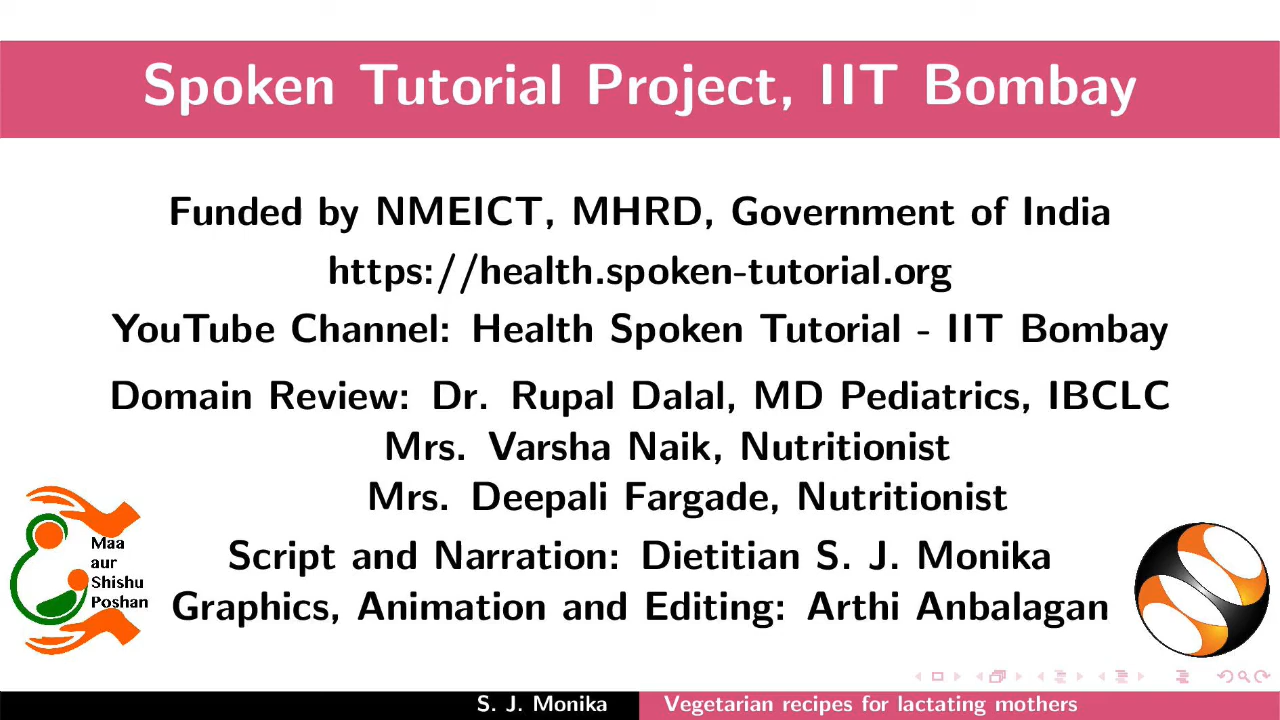 Spoken Tutorial Project, IIT Bombay
Funded by NMEICT, MHRD, Government of India
https://health.spoken-tutorial.org
YouTube Channel: Health Spoken Tutorial - IIT Bombay
Domain Review: Dr. Rupal Dalal, MD Pediatrics, IBCLC
Mrs. Varsha Naik, Nutritionist
Mrs. Deepali Fargade, Nutritionist
Script and Narration: Dietitian S. J. Monika
Graphics, Animation and Editing: Arthi Anbalagan
Maa
aur
Shishu
Poshan
S. J. Monika
Vegetarian recipes for lactating mothers